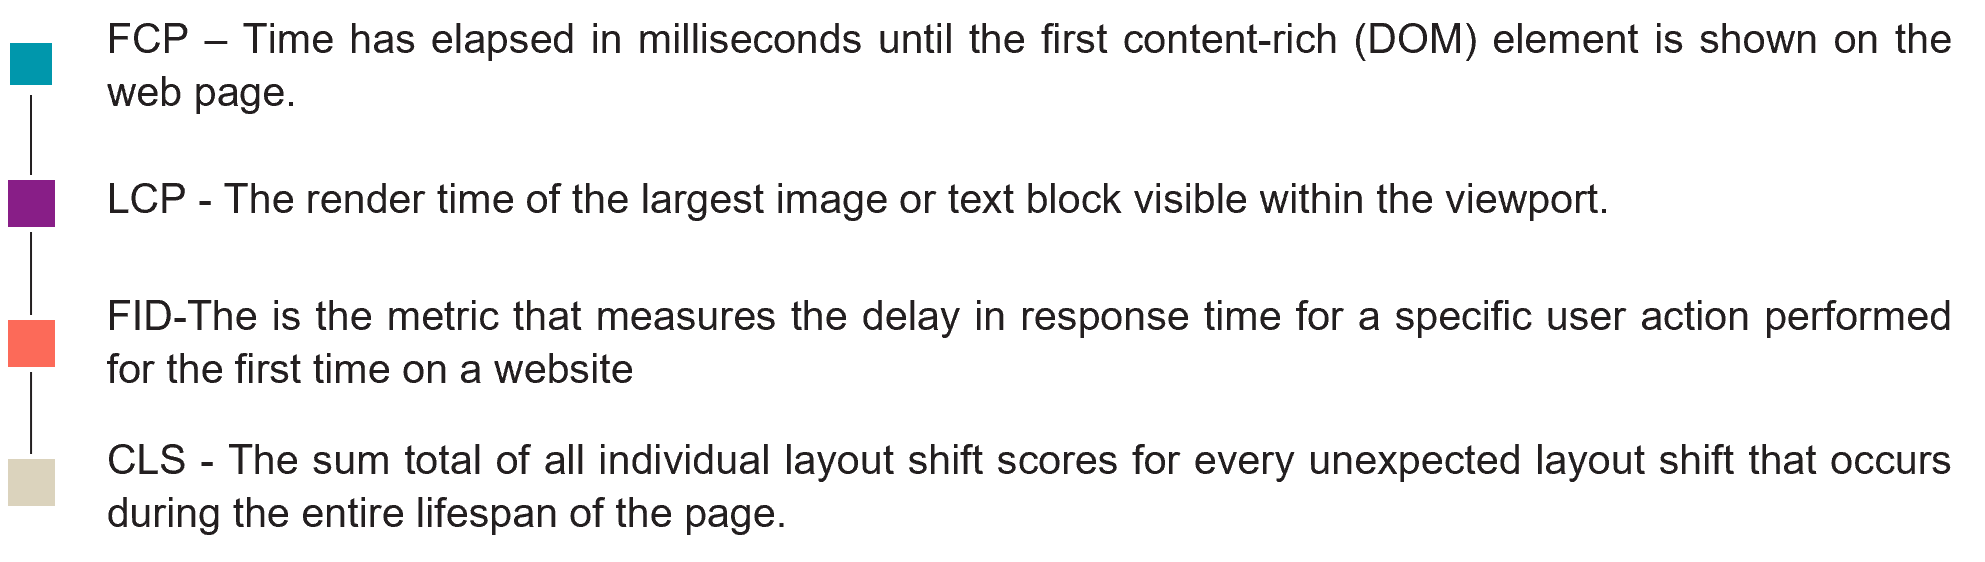 FCP – Time has elapsed in milliseconds until the first content-rich (DOM) element is shown on the
web page.
LCP - The render time of the largest image or text block visible within the viewport.
FID-The is the metric that measures the delay in response time for a specific user action performed
for the first time on a website
CLS - The sum total of all individual layout shift scores for every unexpected layout shift that occurs
during the entire lifespan of the page.